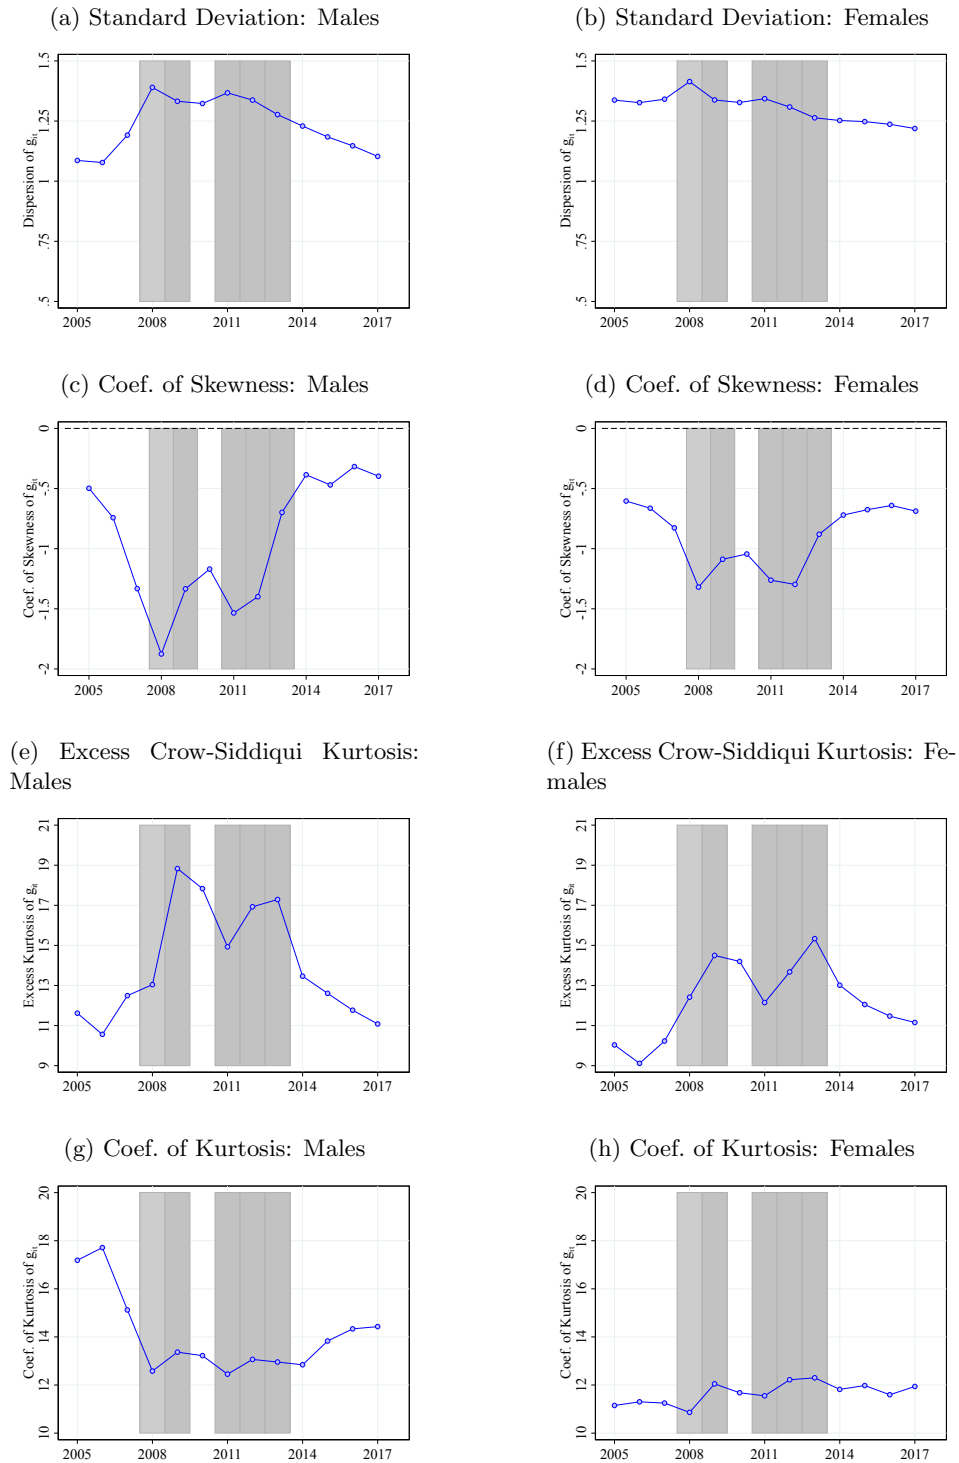 (a) Standard Deviation: Males
Dispersion of g_it
1.5
1.25
1
.75
.5
2005 2008 2011 2014 2017
(b) Standard Deviation: Females
Dispersion of g_it
1.5
1.25
1
.75
.5
2005 2008 2011 2014 2017
(c) Coef. of Skewness: Males
Coef. of Skewness of g_it
0
-.5
-1
-1.5
-2
2005 2008 2011 2014 2017
(d) Coef. of Skewness: Females
Coef. of Skewness of g_it
0
-.5
-1
-1.5
-2
2005 2008 2011 2014 2017
(e) Excess Crow-Siddiqui Kurtosis:
Males
Excess Kurtosis of g_it
21
19
17
15
13
11
9
2005 2008 2011 2014 2017
(f) Excess Crow-Siddiqui Kurtosis: Fe-
males
Excess Kurtosis of g_it
21
19
17
15
13
11
9
2005 2008 2011 2014 2017
(g) Coef. of Kurtosis: Males
Coef. of Kurtosis of g_it
20
18
16
14
12
10
2005 2008 2011 2014 2017
(h) Coef. of Kurtosis: Females
Coef. of Kurtosis of g_it
20
18
16
14
12
10
2005 2008 2011 2014 2017